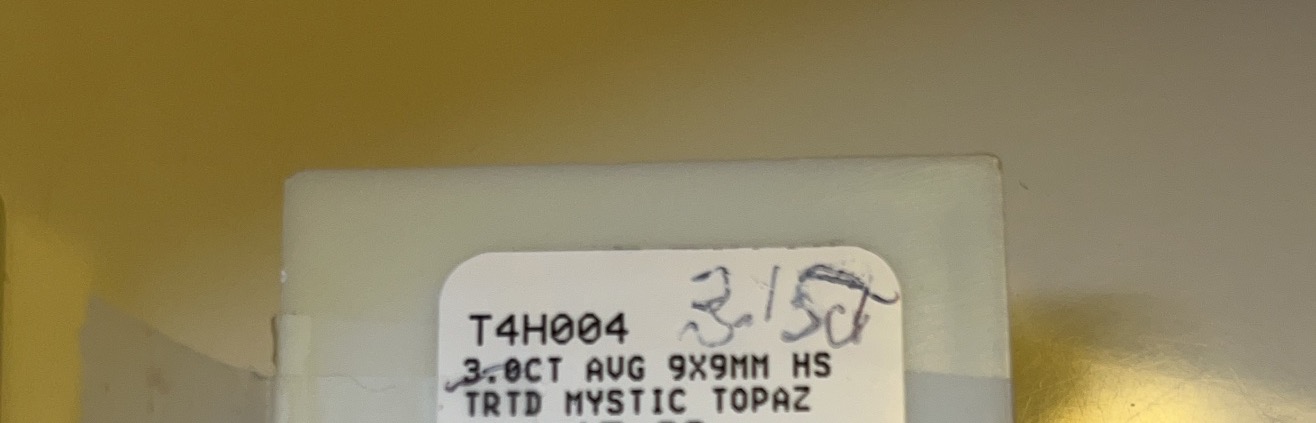 3.15ct
T4H004
3.0CT AVG 9X9MM HS
TRTD MYSTIC TOPAZ